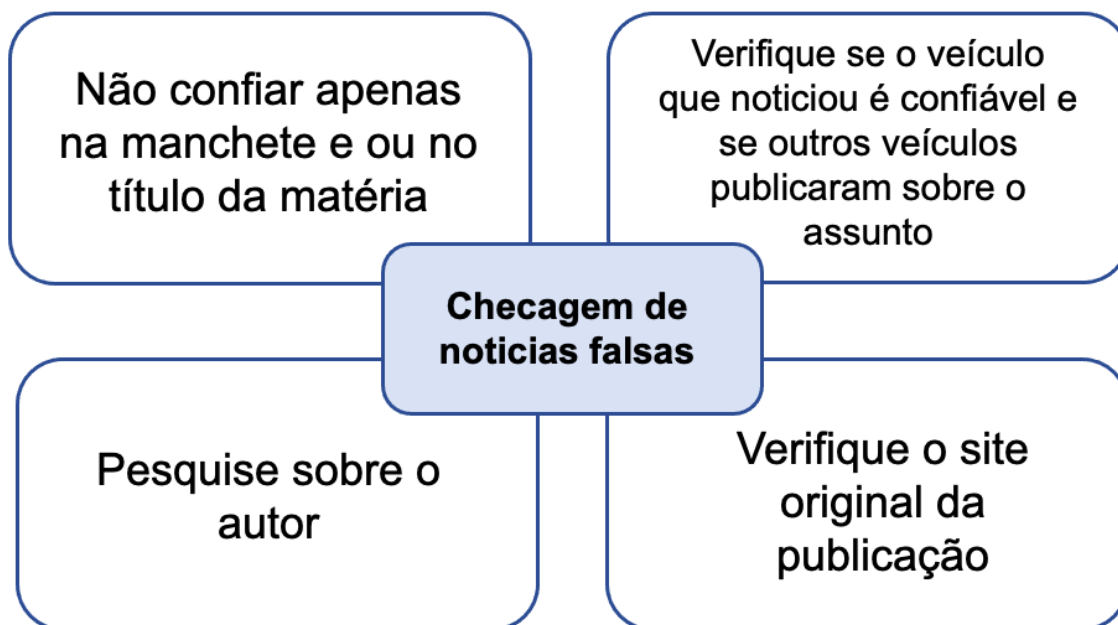 Não confiar apenas
na manchete e ou no
título da matéria
Verifique se o veículo
que noticiou é confiável e
se outros veículos
publicaram sobre o
assunto
Checagem de
noticias falsas
Pesquise sobre o
autor
Verifique o site
original da
publicação